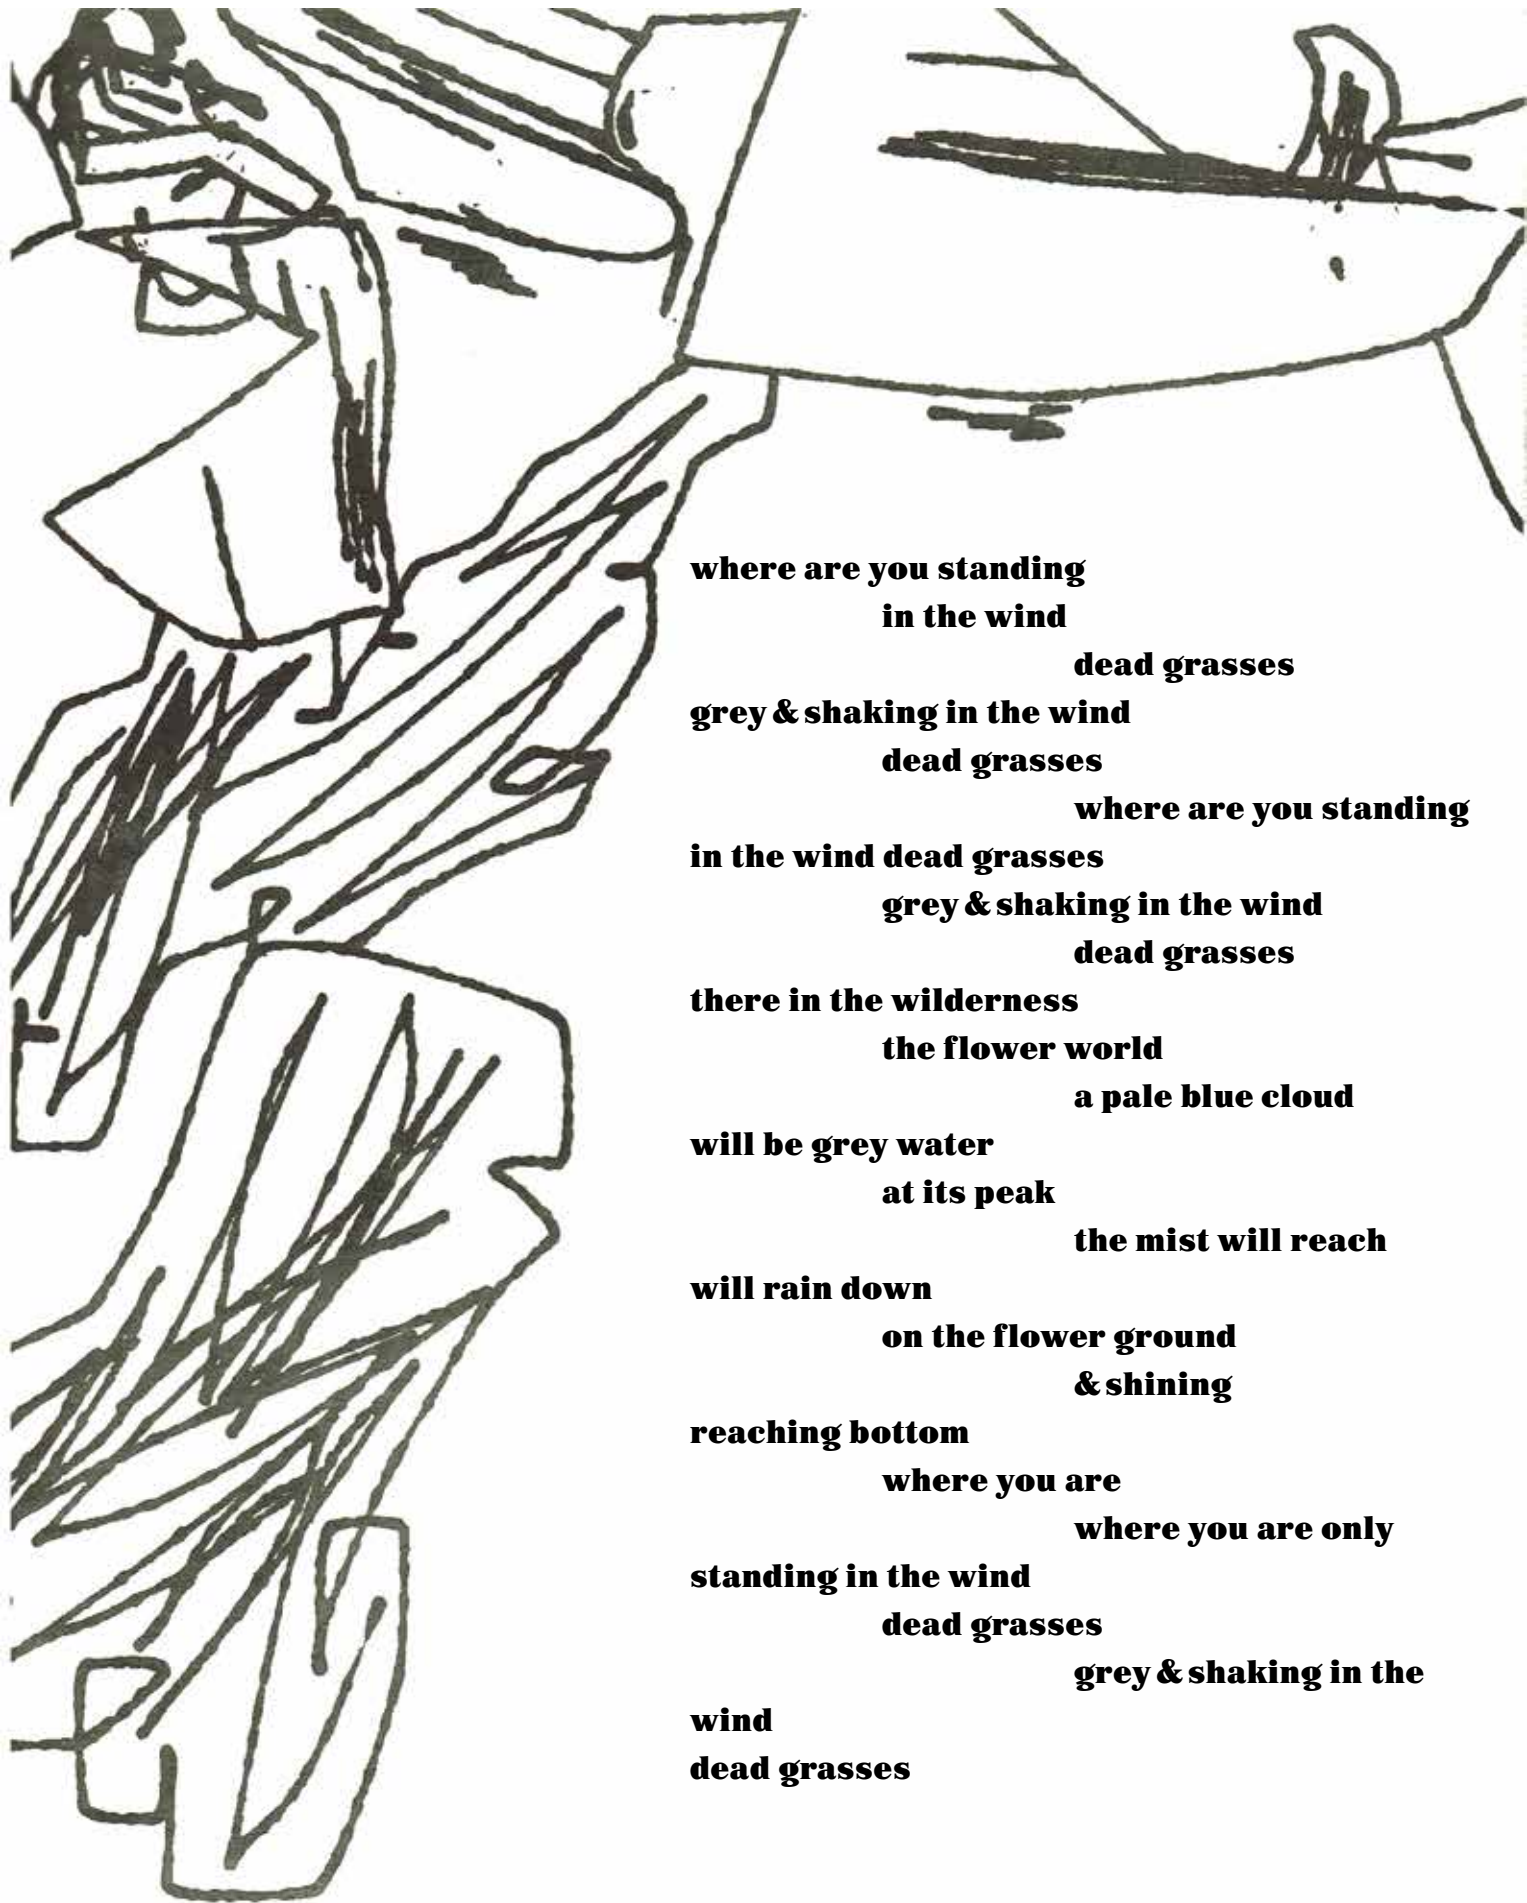 where are you standing
in the wind
dead grasses
grey & shaking in the wind
dead grasses
where are you standing
in the wind dead grasses
grey & shaking in the wind
dead grasses
there in the wilderness
the flower world
a pale blue cloud
will be grey water
at its peak
the mist will reach
will rain down
on the flower ground
& shining
reaching bottom
where you are
where you are only
standing in the wind
dead grasses
grey & shaking in the
wind
dead grasses